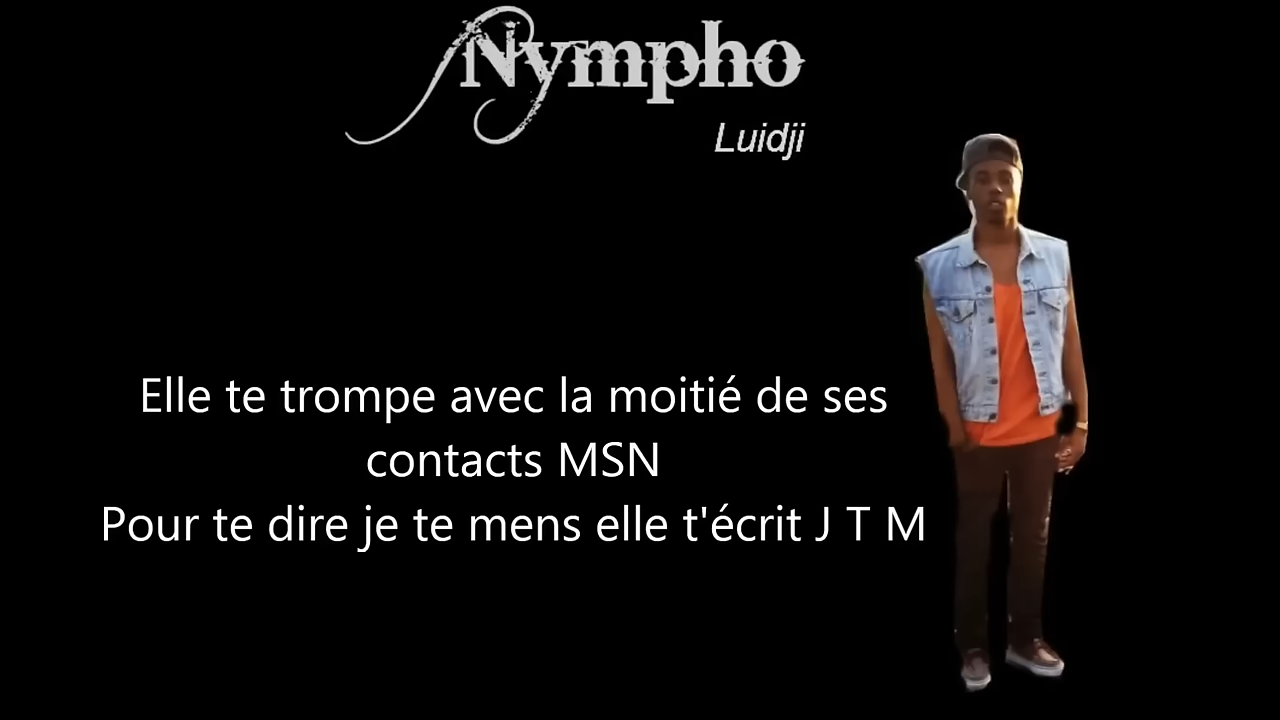 Nympho
Luidji
Elle te trompe avec la moitié de ses
contacts MSN
Pour te dire je te mens elle t'écrit J T M